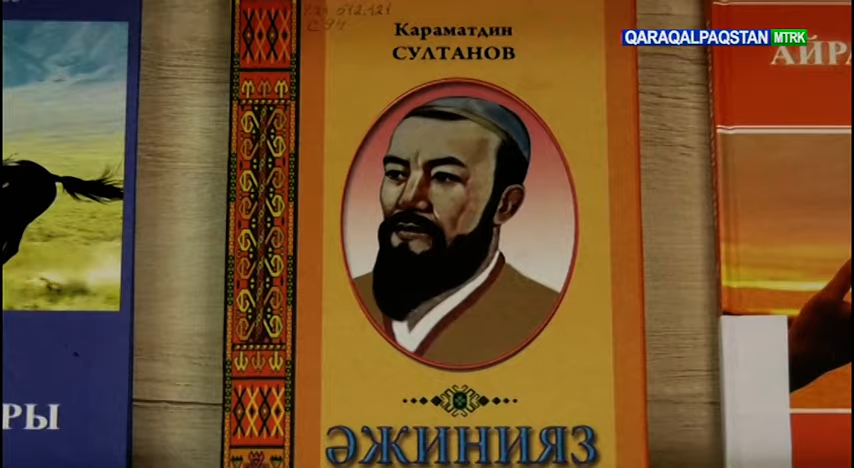 QARAQALPAQSTAN MTRK
Караматдин
СУЛТАНОВ
ӘЖИНИЯЗ
АЙРА
РЫ